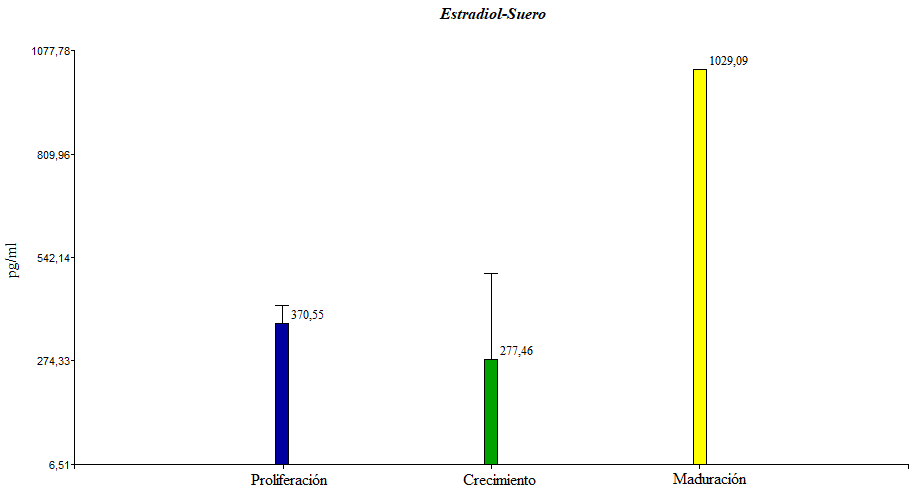 Estradiol-Suero
1077,78
1029,09
809,96
pg/ml
542,14
370,55
277,46
274,33
6,51
Proliferación
Crecimiento
Maduración